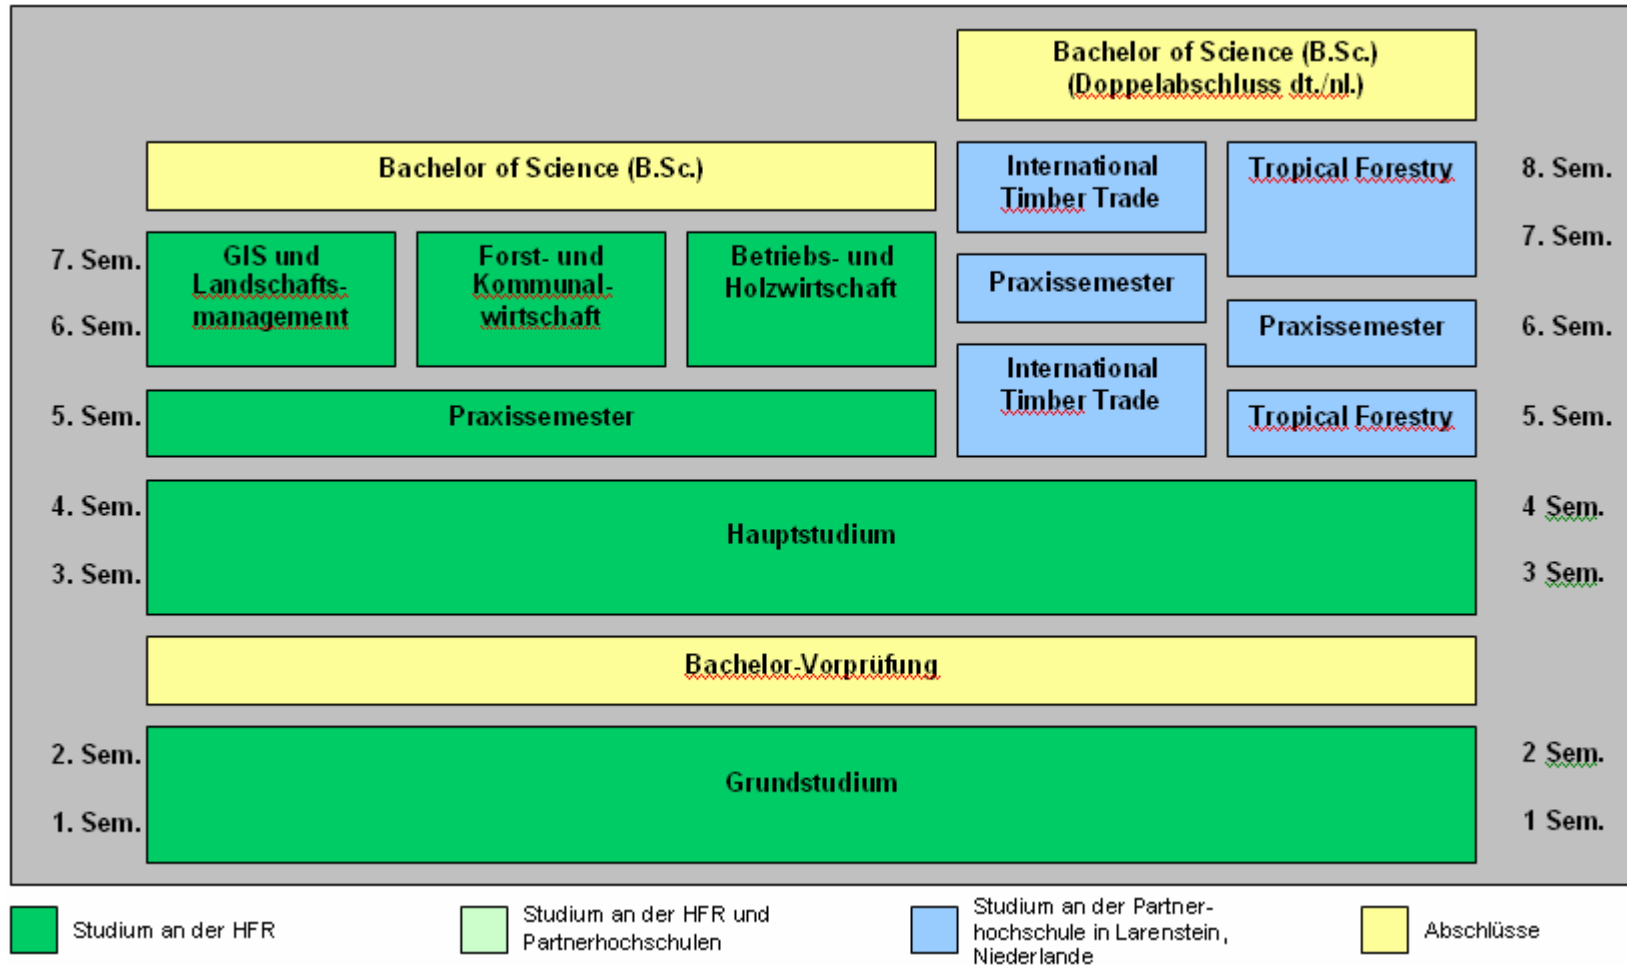 Bachelor of Science (B.Sc.)
(Doppelabschluss dt./nl.)
Bachelor of Science (B.Sc.)
International
Timber Trade
Tropical Forestry
8. Sem.
7. Sem.
7. Sem.
GIS und
Landschafts-
management
Forst- und
Kommunal-
wirtschaft
Betriebs- und
Holzwirtschaft
Praxissemester
6. Sem.
Praxissemester
6. Sem.
International
Timber Trade
5. Sem.
Praxissemester
Tropical Forestry
5. Sem.
4. Sem.
4 Sem.
Hauptstudium
3. Sem.
3 Sem.
Bachelor-Vorprüfung
2. Sem.
2 Sem.
Grundstudium
1. Sem.
1 Sem.
Studium an der HFR
Studium an der HFR und
Partnerhochschulen
Studium an der Partner-
hochschule in Larenstein,
Niederlande
Abschlüsse